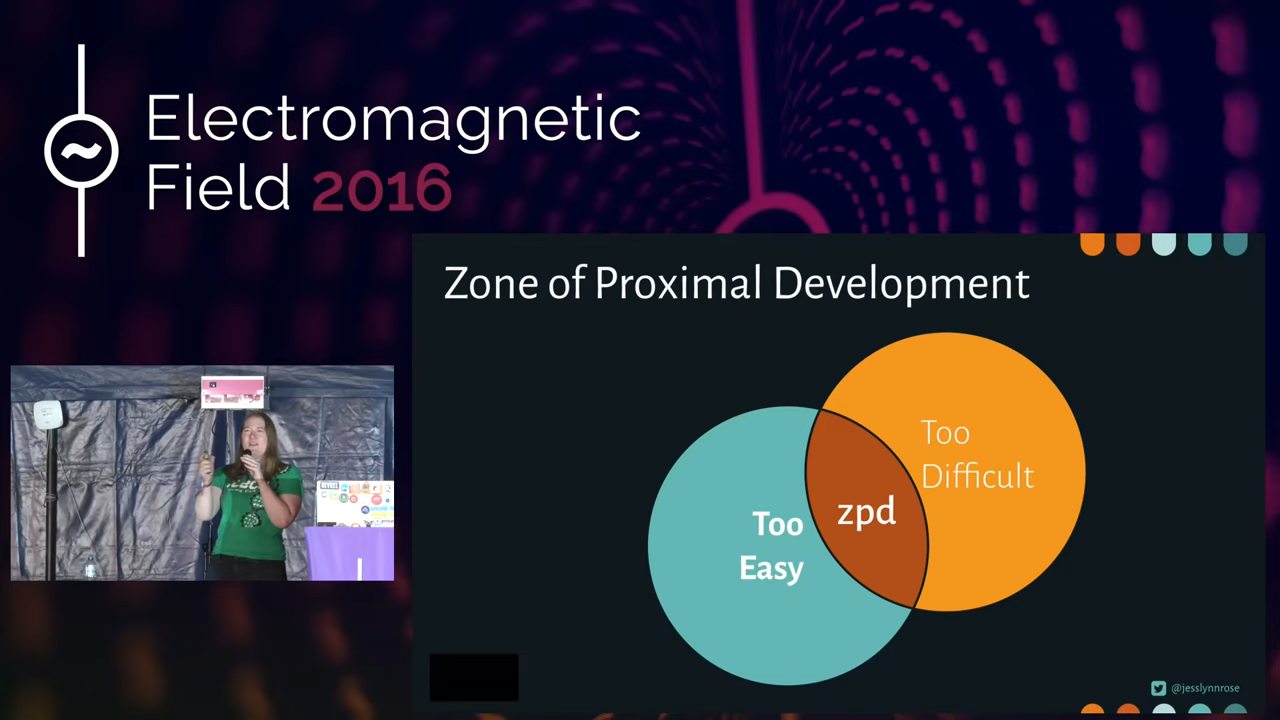 Electromagnetic
Field 2016
Zone of Proximal Development
Too
Difficult
zpd
Too
Easy
@jesslynnrose